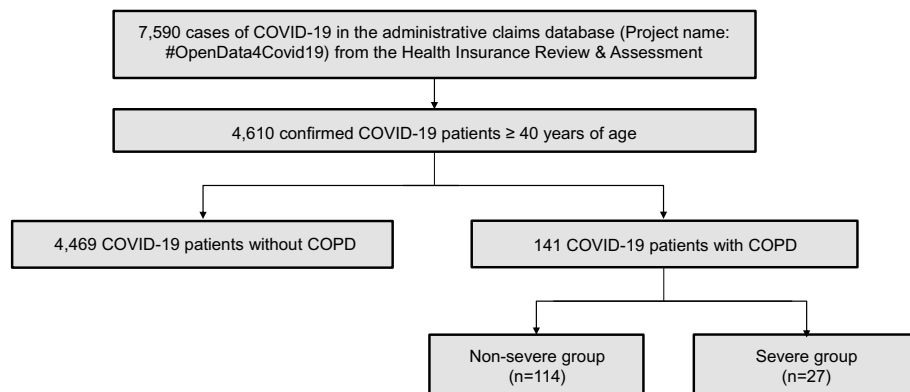 7,590 cases of COVID-19 in the administrative claims database (Project name:
#OpenData4Covid19) from the Health Insurance Review & Assessment
4,610 confirmed COVID-19 patients ≥ 40 years of age
4,469 COVID-19 patients without COPD
141 COVID-19 patients with COPD
Non-severe group
(n=114)
Severe group
(n=27)